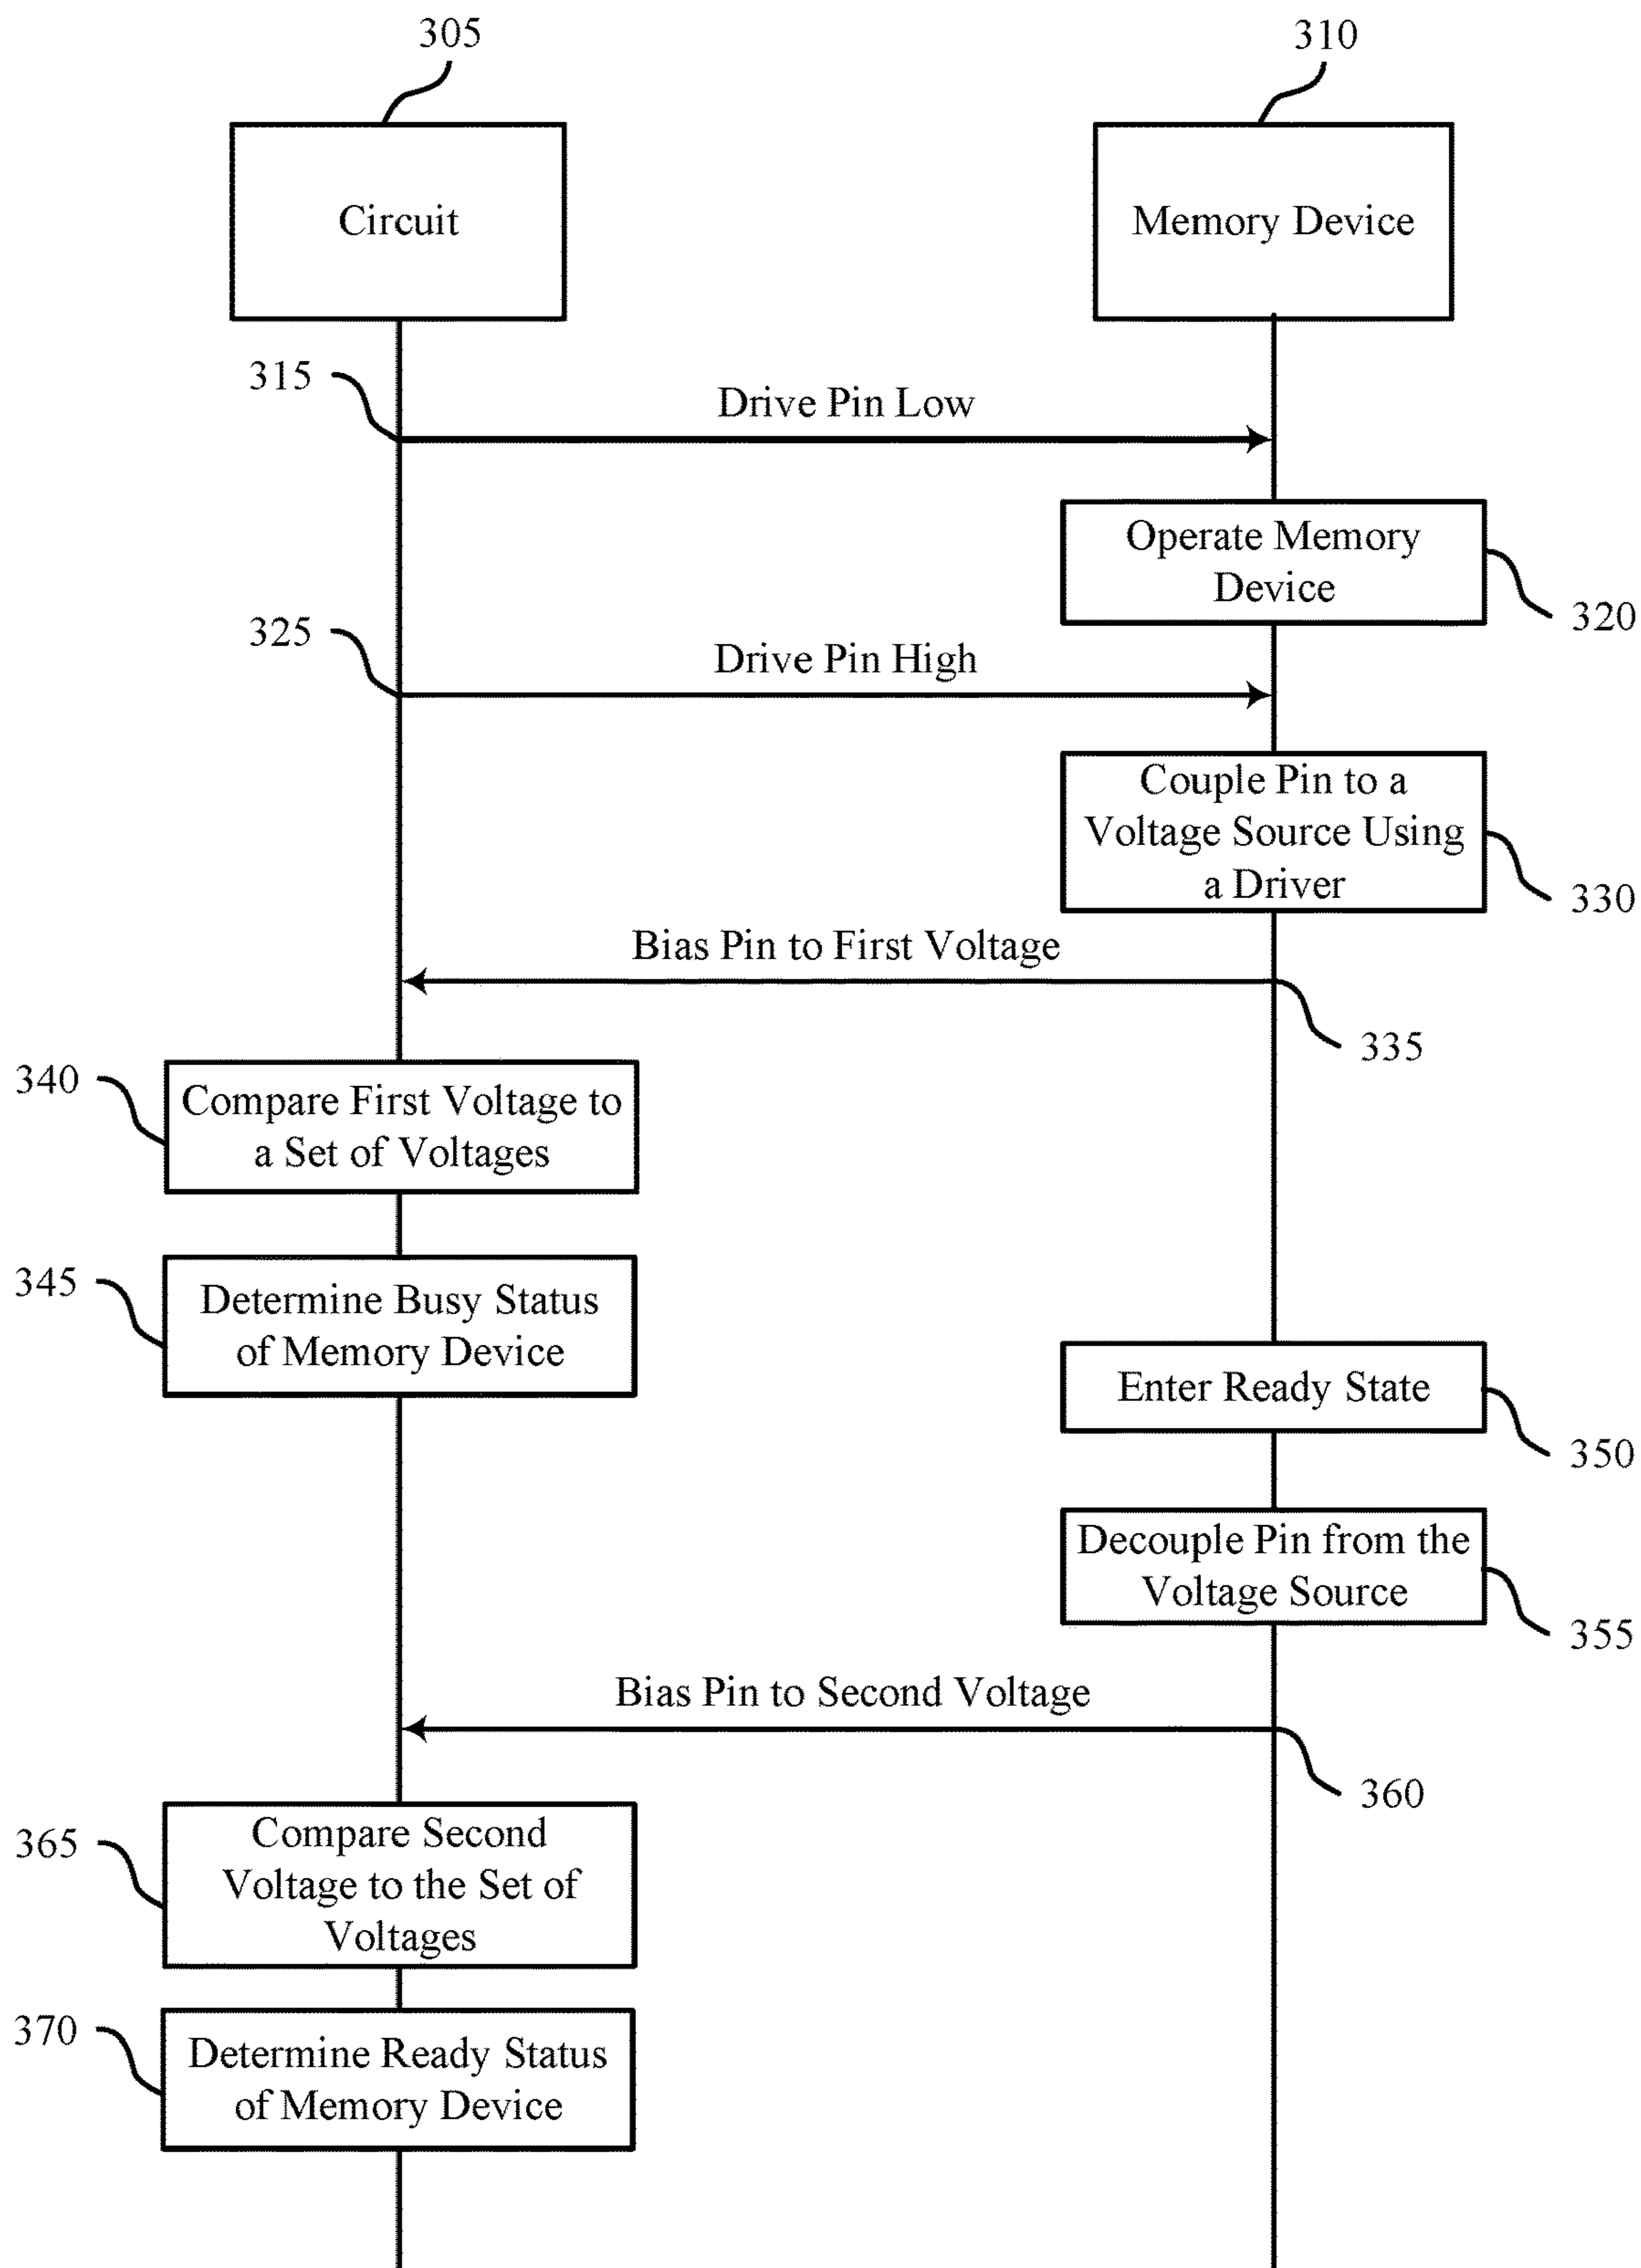 305
310
Circuit
Memory Device
315
Drive Pin Low
Operate Memory
Device
320
325
Drive Pin High
Couple Pin to a
Voltage Source Using
a Driver
330
Bias Pin to First Voltage
335
340
Compare First Voltage to
a Set of Voltages
345
Determine Busy Status
of Memory Device
Enter Ready State
350
Decouple Pin from the
Voltage Source
355
Bias Pin to Second Voltage
360
365
Compare Second
Voltage to the Set of
Voltages
370
Determine Ready Status
of Memory Device